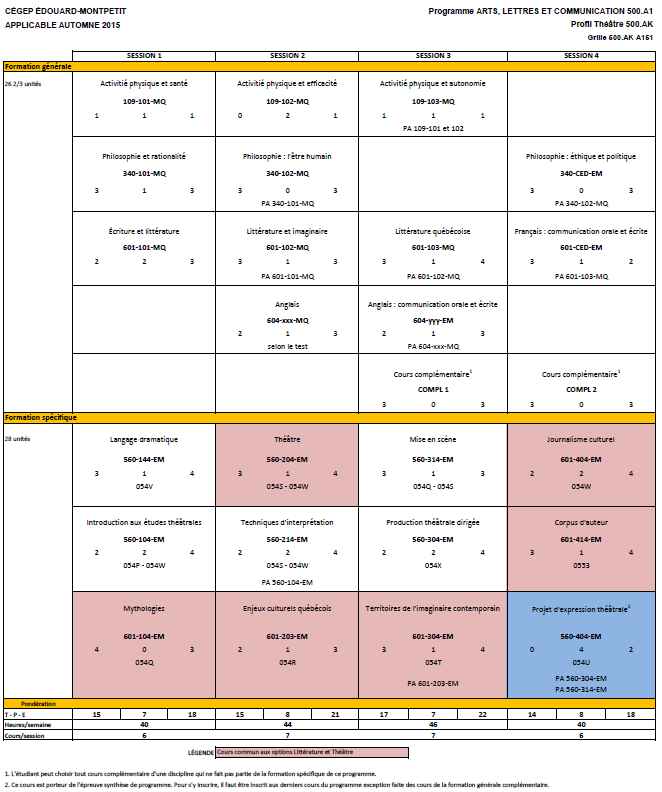 CÉGEP ÉDOUARD-MONTPETIT
Programme ARTS, LETTRES ET COMMUNICATION 500.A1
APPLICABLE AUTOMNE 2015
Profil Théâtre 500.AK
Grille 500.AK A151
SESSION 1 SESSION 2 SESSION 3 SESSION 4
Formation générale
26 2/3 unités
Activitié physique et santé Activitié physique et efficacité Activitié physique et autonomie
109-101-MQ 109-102-MQ 109-103-MQ
1 1 1 0 2 1 1 1 1
PA 109-101 et 102
Philosophie et rationalité Philosophie : l'être humain Philosophie : éthique et politique
340-101-MQ 340-102-MQ 340-CED-EM
3 1 3 3 0 3 3 0 3
PA 340-101-MQ PA 340-102-MQ
Écriture et littérature Littérature et imaginaire Littérature québécoise Français : communication orale et écrite
601-101-MQ 601-102-MQ 601-103-MQ 601-CED-EM
2 2 3 3 1 3 3 1 4 3 1 2
PA 601-101-MQ PA 601-102-MQ PA 601-103-MQ
Anglais Anglais : communication orale et écrite
604-xxx-MQ 604-yyy-EM
2 1 3 2 1 3
selon le test PA 604-xxx-MQ
Cours complémentaire1 Cours complémentaire1
COMPL 1 COMPL 2
3 0 3 3 0 3
Formation spécifique
28 unités
Langage dramatique Théâtre Mise en scène Journalisme culturel
560-144-EM 560-204-EM 560-314-EM 601-404-EM
3 1 4 3 1 4 3 1 3 2 2 4
054V 054S - 054W 054Q - 054S 054W
Introduction aux études théâtrales Techniques d'interprétation Production théâtrale dirigée Corpus d'auteur
560-104-EM 560-214-EM 560-304-EM 601-414-EM
2 2 4 2 2 4 2 2 4 3 1 4
054P - 054W 054S - 054W 054X 0553
PA 560-104-EM
Mythologies Enjeux culturels québécois Territoires de l'imaginaire contemporain Projet d'expression théâtrale2
601-104-EM 601-203-EM 601-304-EM 560-404-EM
4 0 3 2 1 3 3 1 4 0 4 2
054Q 054R 054T 054U
PA 601-203-EM PA 560-304-EM
PA 560-314-EM
Pondération
T - P - E 15 7 18 15 8 21 17 7 22 14 8 18
Heures/semaine 40 44 46 40
Cours/session 6 7 7 6
LÉGENDE Cours commun aux options Littérature et Théâtre
1. L'étudiant peut choisir tout cours complémentaire d'une discipline qui ne fait pas partie de la formation spécifique de ce programme.
2. Ce cours est porteur de l'épreuve synthèse de programme. Pour s'y inscrire, il faut être inscrit aux derniers cours du programme exception faite des cours de la formation générale complémentaire.